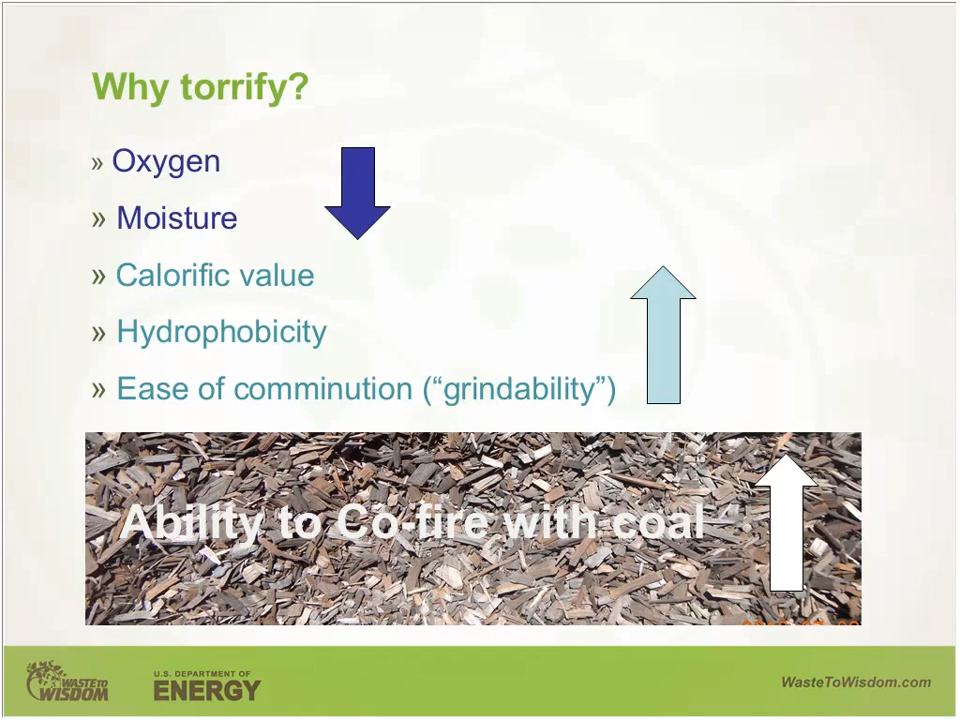 Why torrify?
» Oxygen
» Moisture
» Calorific value
» Hydrophobicity
» Ease of comminution (“grindability”)
Ability to Co-fire with coal
WASTE TO
WISDOM
U.S. DEPARTMENT OF
ENERGY
WasteToWisdom.com